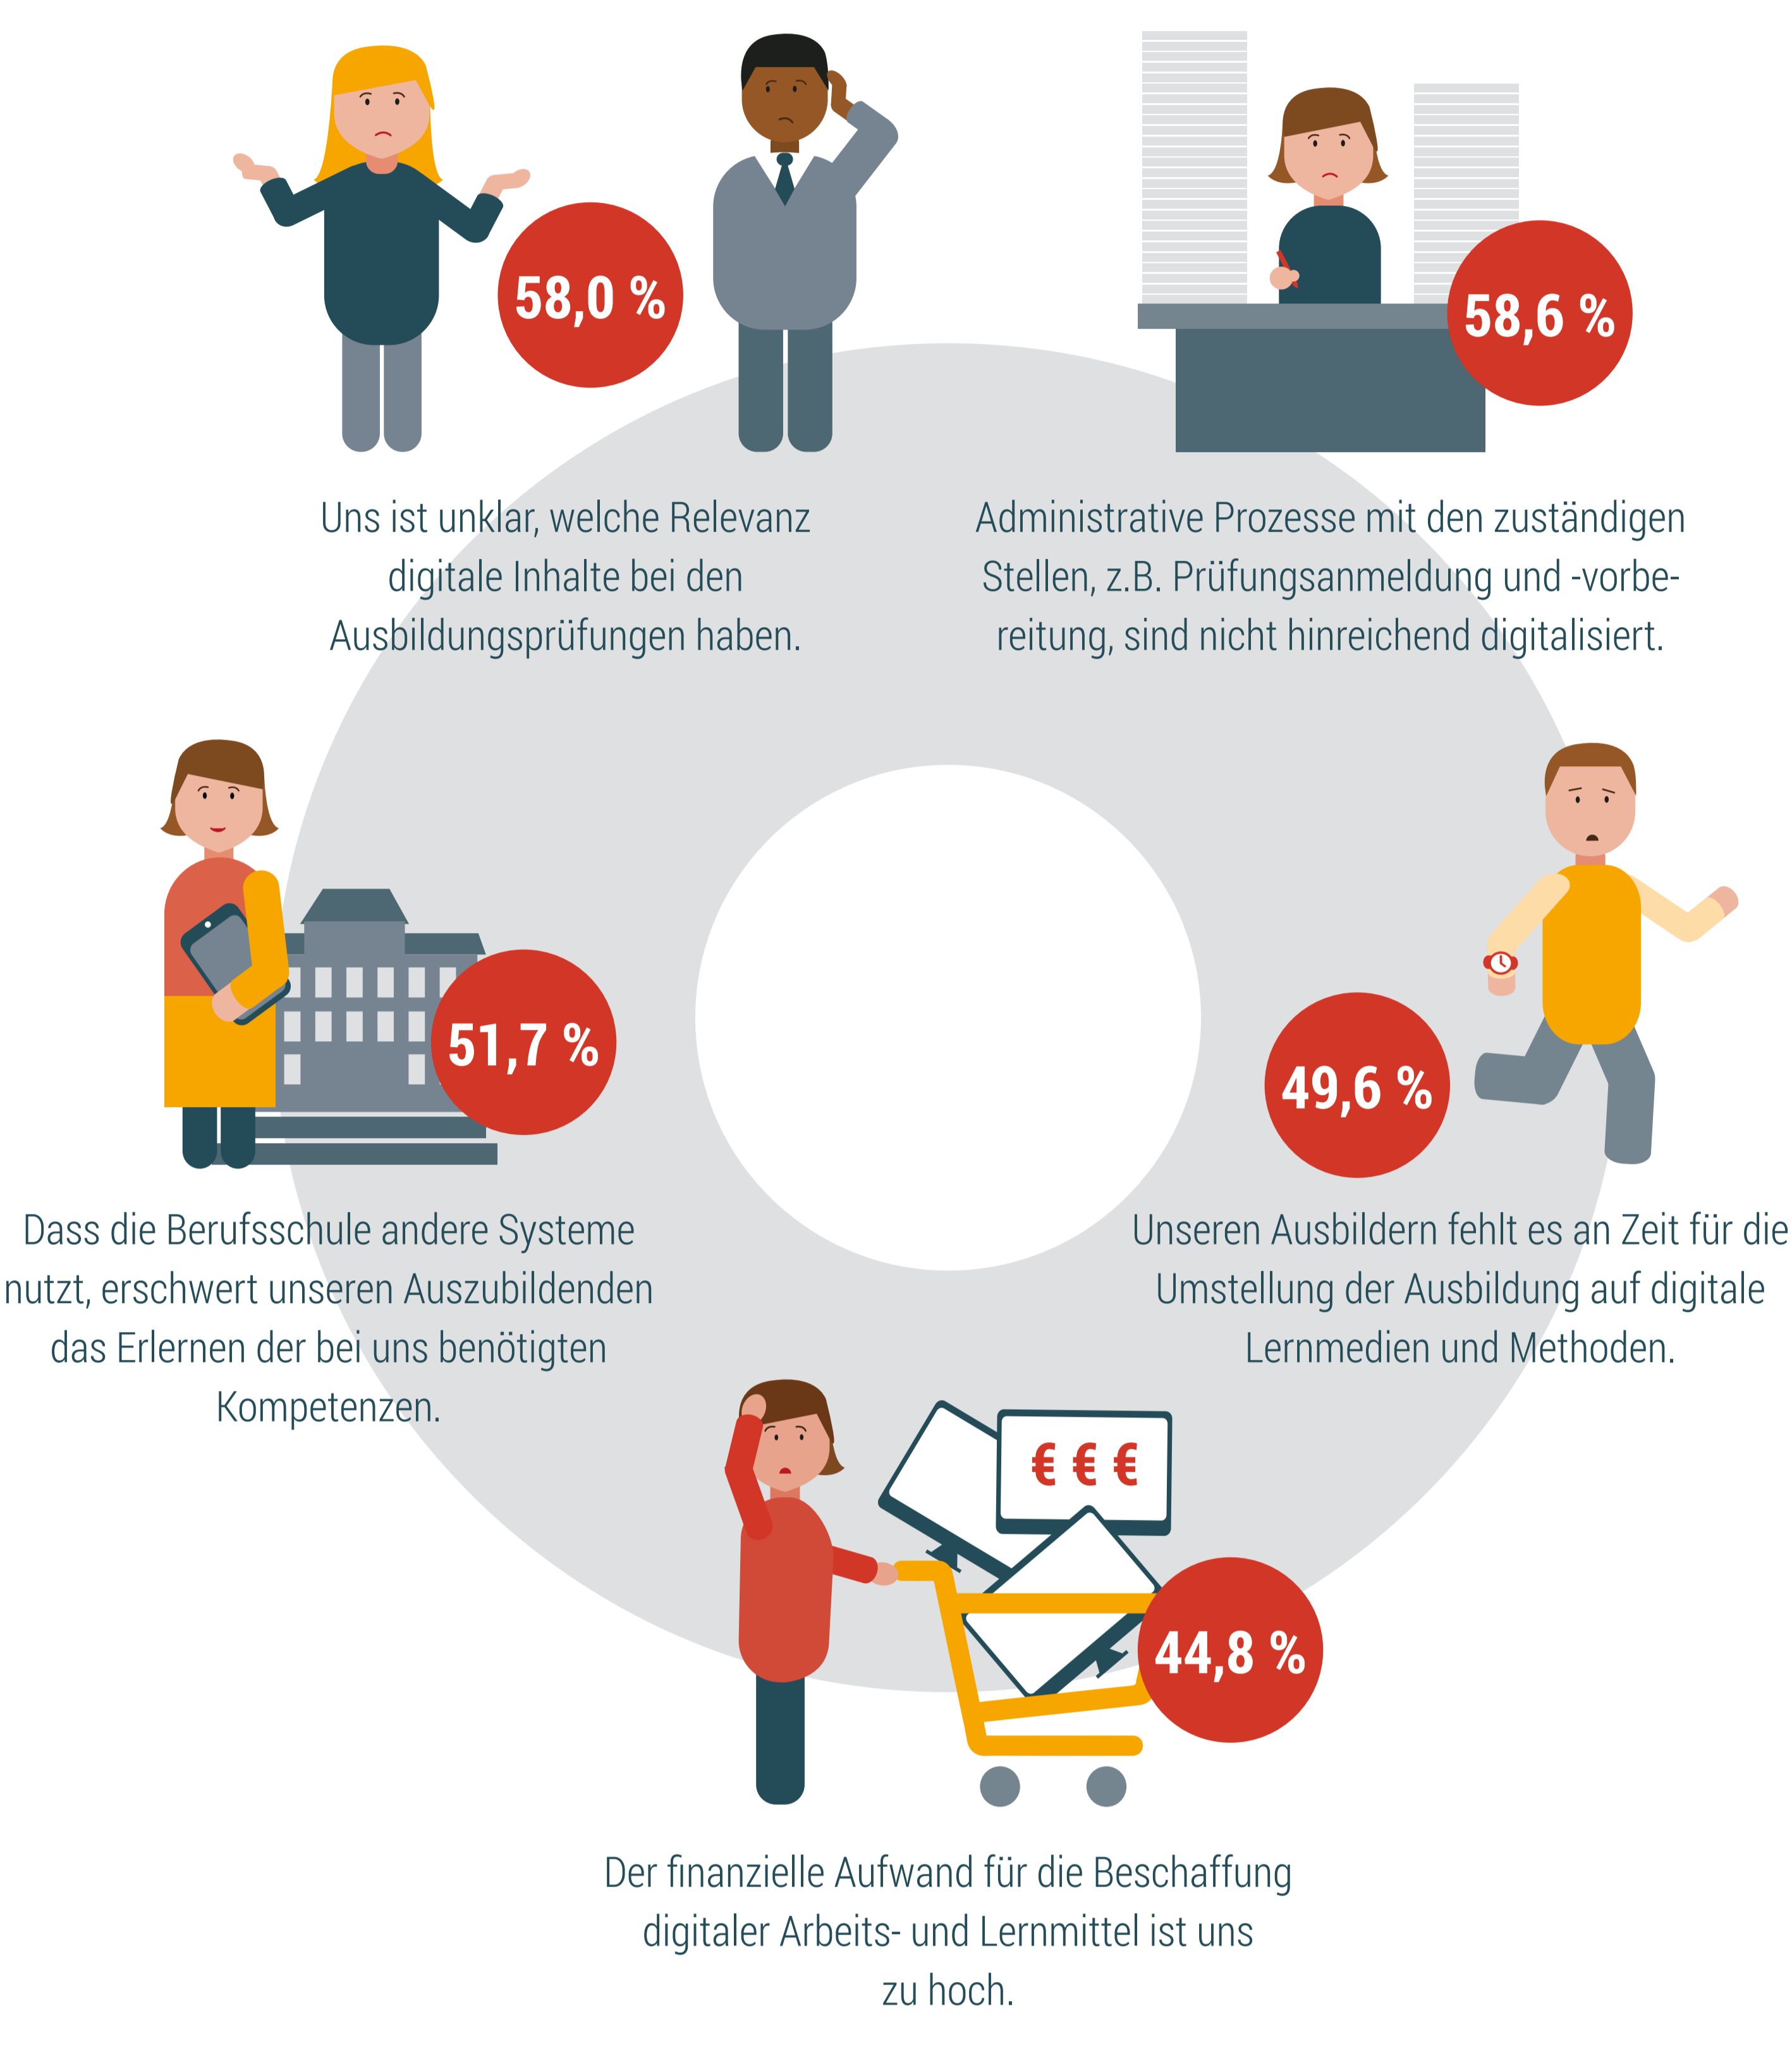 58,0 %
Uns ist unklar, welche Relevanz
digitale Inhalte bei den
Ausbildungsprüfungen haben.
58,6 %
Administrative Prozesse mit den zuständigen
Stellen, z.B. Prüfungsanmeldung und -vorbe-
reitung, sind nicht hinreichend digitalisiert.
51,7 %
Dass die Berufsschule andere Systeme
nutzt, erschwert unseren Auszubildenden
das Erlernen der bei uns benötigten
Kompetenzen.
49,6 %
Unseren Ausbildern fehlt es an Zeit für die
Umstellung der Ausbildung auf digitale
Lernmedien und Methoden.
€ € €
44,8 %
Der finanzielle Aufwand für die Beschaffung
digitaler Arbeits- und Lernmittel ist uns
zu hoch.